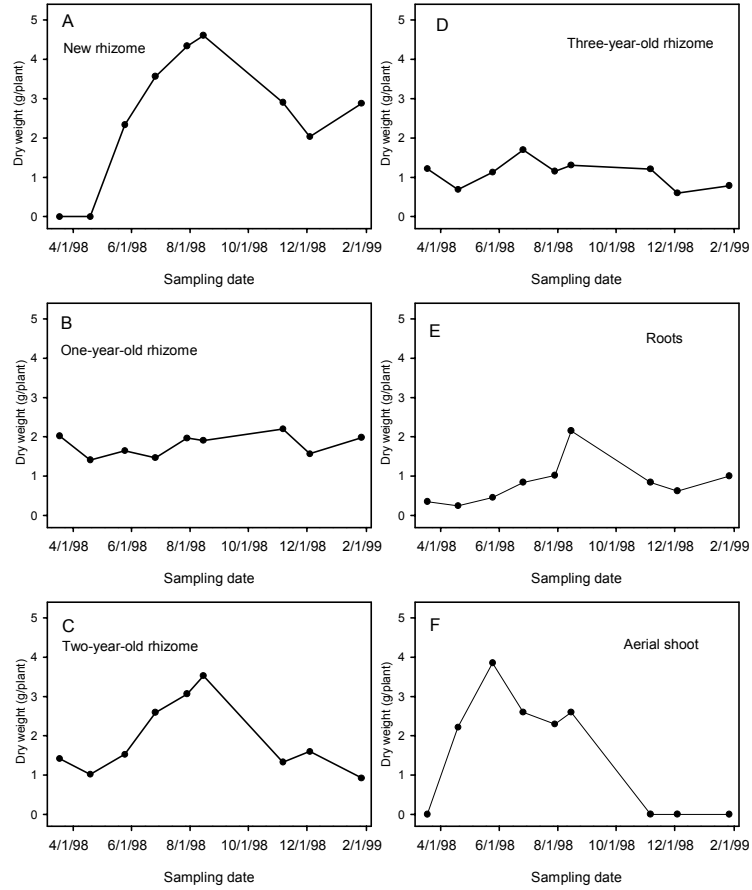 A
New rhizome
Dry weight (g/plant)
5
4
3
2
1
0
4/1/98 6/1/98 8/1/98 10/1/98 12/1/98 2/1/99
Sampling date
D
Three-year-old rhizome
Dry weight (g/plant)
5
4
3
2
1
0
4/1/98 6/1/98 8/1/98 10/1/98 12/1/98 2/1/99
Sampling date
B
One-year-old rhizome
Dry weight (g/plant)
5
4
3
2
1
0
4/1/98 6/1/98 8/1/98 10/1/98 12/1/98 2/1/99
Sampling date
E
Roots
Dry weight (g/plant)
5
4
3
2
1
0
4/1/98 6/1/98 8/1/98 10/1/98 12/1/98 2/1/99
Sampling date
C
Two-year-old rhizome
Dry weight (g/plant)
5
4
3
2
1
0
4/1/98 6/1/98 8/1/98 10/1/98 12/1/98 2/1/99
Sampling date
F
Aerial shoot
Dry weight (g/plant)
5
4
3
2
1
0
4/1/98 6/1/98 8/1/98 10/1/98 12/1/98 2/1/99
Sampling date